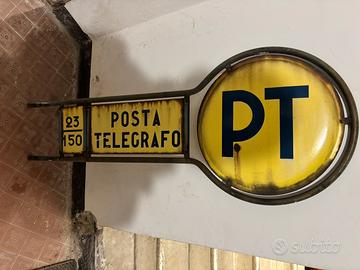 23
150
POSTA
TELEGRAFO
PT
subito